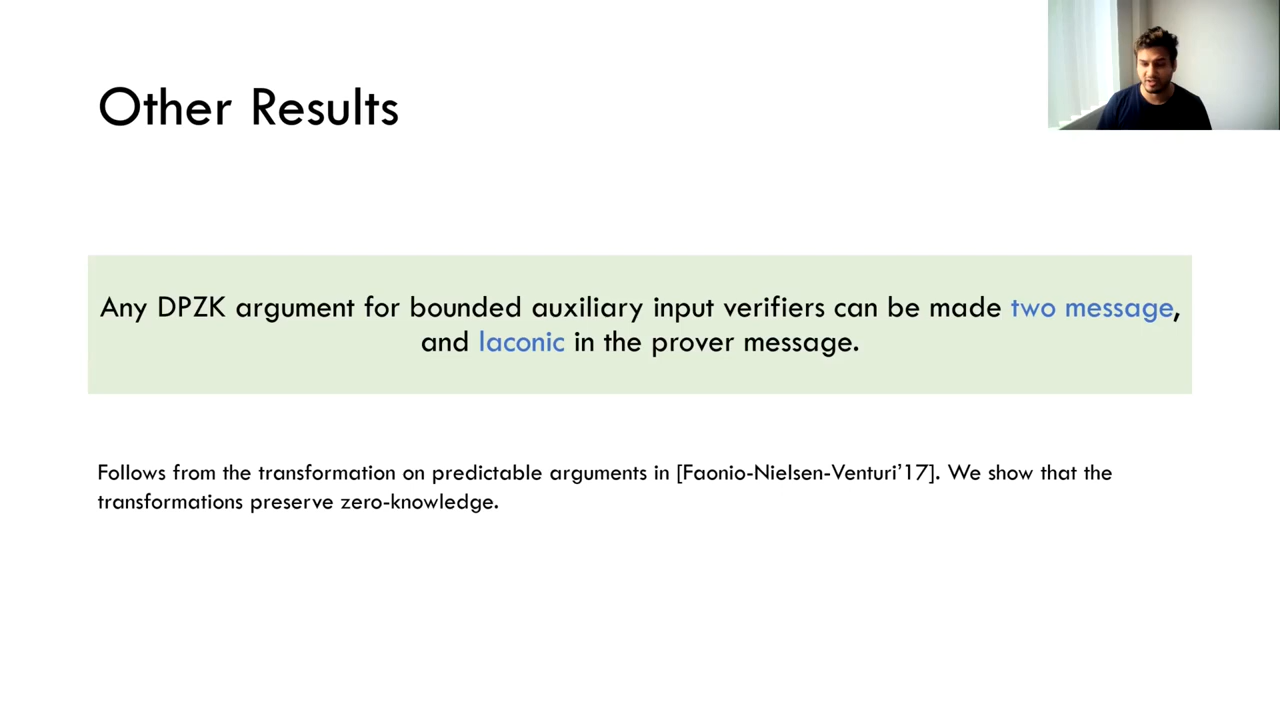 Other Results
Any DPZK argument for bounded auxiliary input verifiers can be made two message,
and laconic in the prover message.
Follows from the transformation on predictable arguments in [Faonio-Nielsen-Venturi’17]. We show that the
transformations preserve zero-knowledge.